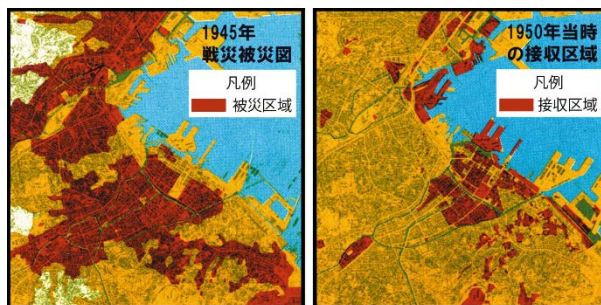 1945年
戦災被災図
凡例
被災区域
1950年当時
の接収区域
凡例
接収区域